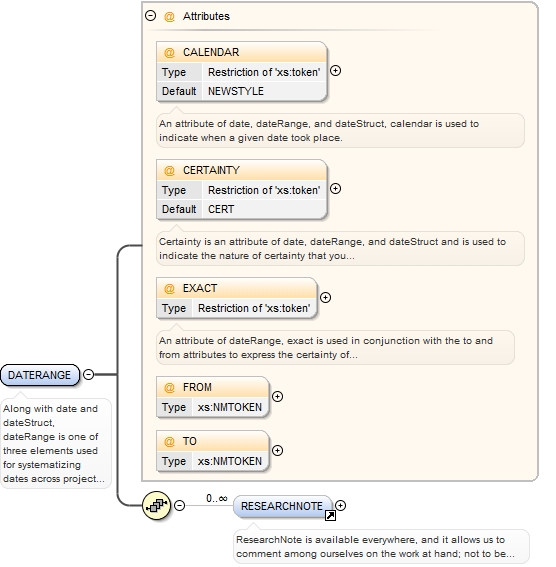 Attributes
@ CALENDAR
Type Restriction of 'xs:token'
Default NEWSTYLE
An attribute of date, dateRange, and dateStruct, calendar is used to
indicate when a given date took place.
@ CERTAINTY
Type Restriction of 'xs:token'
Default CERT
Certainty is an attribute of date, dateRange, and dateStruct and is used to
indicate the nature of certainty that you...
@ EXACT
Type Restriction of 'xs:token'
An attribute of dateRange, exact is used in conjunction with the to and
from attributes to express the certainty of...
@ FROM
Type xs:NMTOKEN
@ TO
Type xs:NMTOKEN
DATERANGE
Along with date and
dateStruct,
dateRange is one of
three elements used
for systematizing
dates across project...
0..∞
RESEARCHNOTE
ResearchNote is available everywhere, and it allows us to
comment among ourselves on the work at hand; not to be...